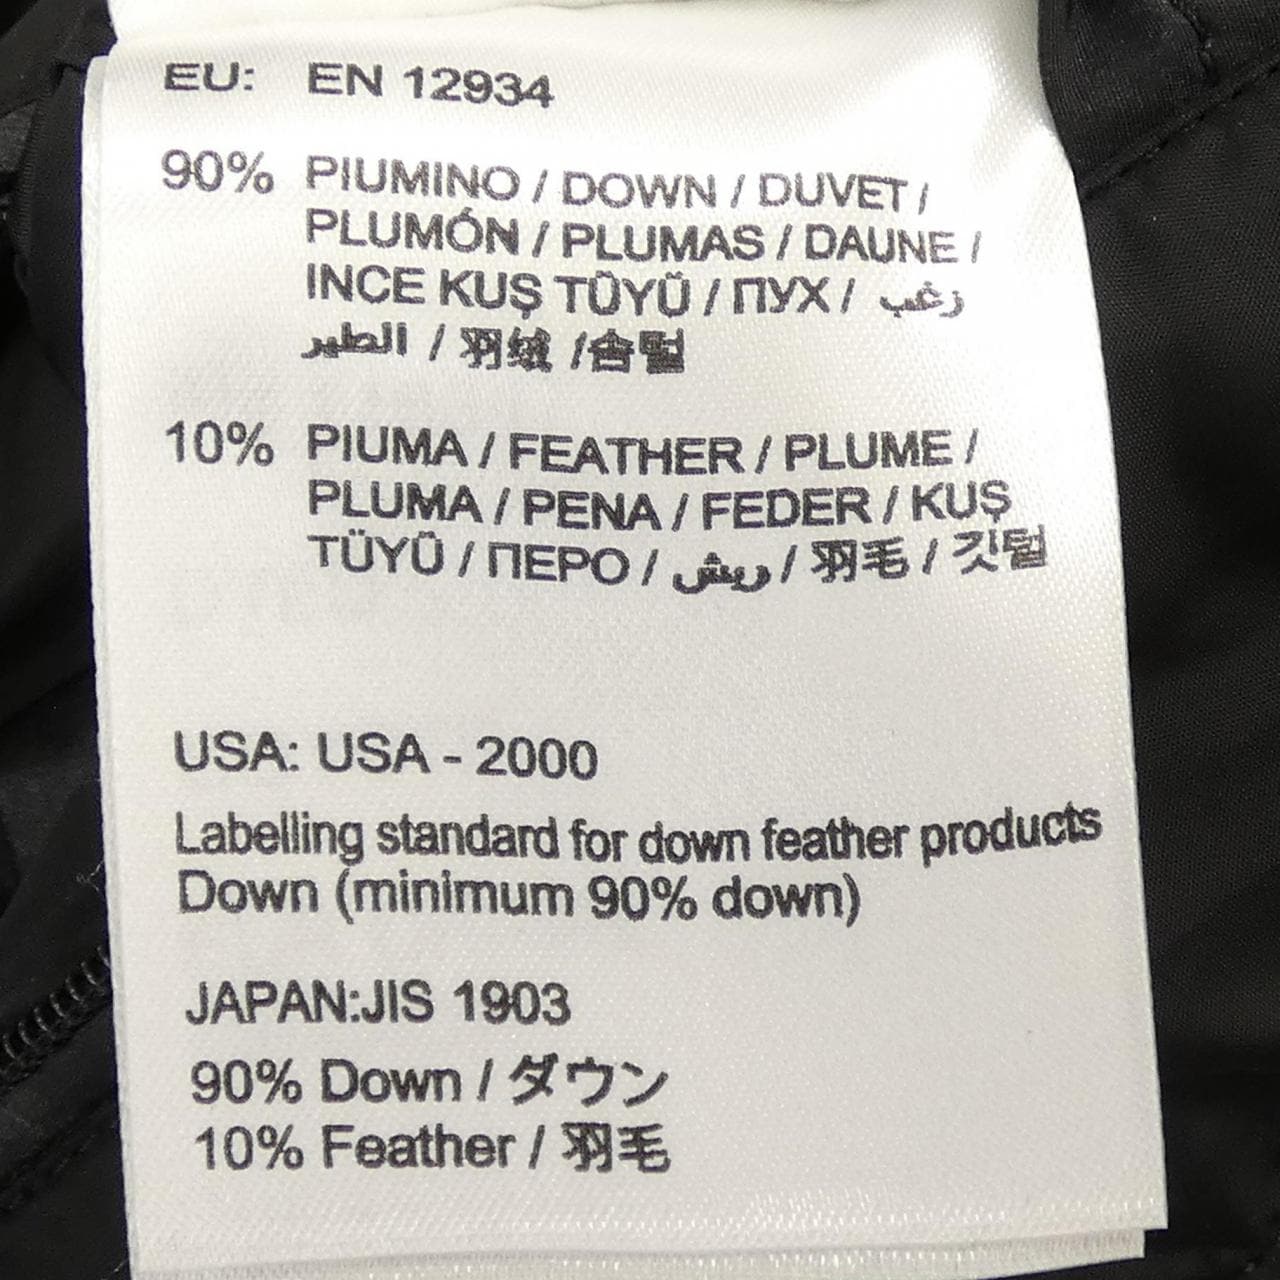 EU: EN 12934
90% PIUMINO / DOWN / DUVET /
PLUMÓN / PLUMAS / DAUNE /
INCE KUŞ TÜYÜ / ПУХ / زغب
الطير / 羽绒 /솜털
10% PIUMA / FEATHER / PLUME /
PLUMA / PENA / FEDER / KUŞ
TÜYÜ / ПЕРО / ريش / 羽毛 / 깃털
USA: USA - 2000
Labelling standard for down feather products
Down (minimum 90% down)
JAPAN:JIS 1903
90% Down / ダウン
10% Feather / 羽毛